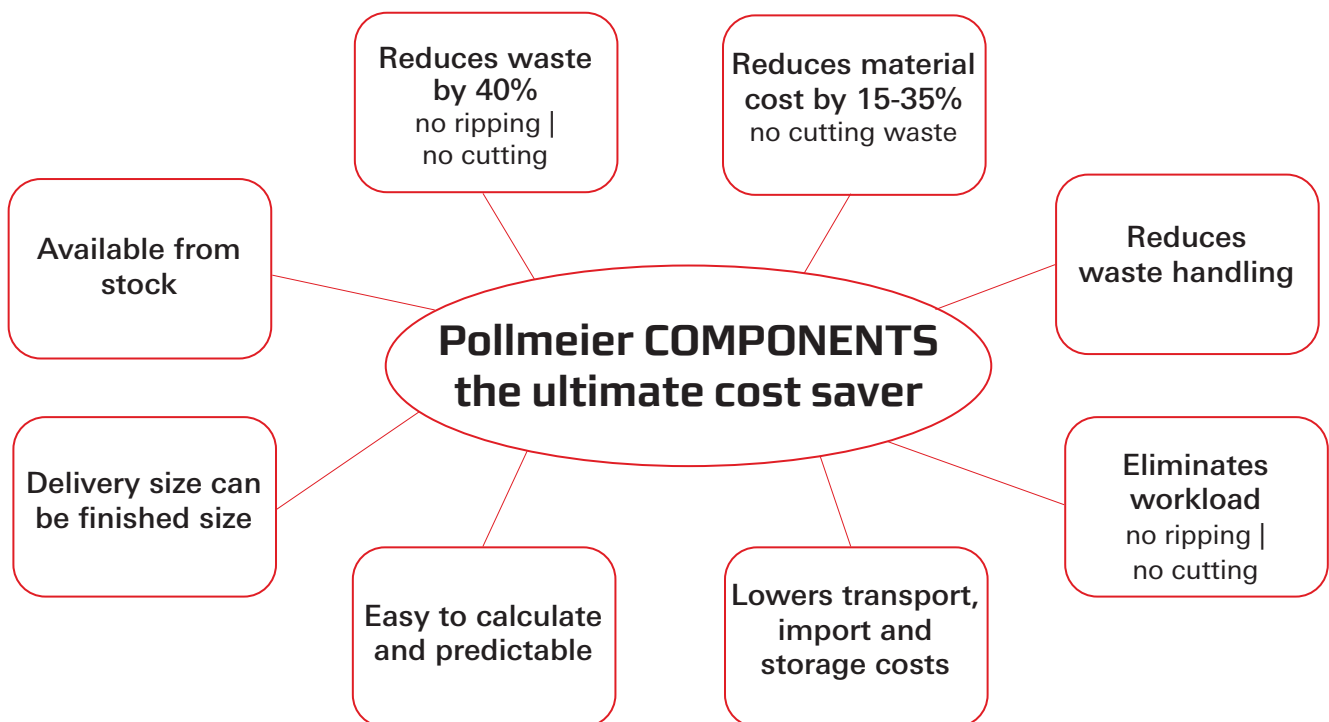 Reduces waste
by 40%
no ripping |
no cutting
Reduces material
cost by 15-35%
no cutting waste
Available from
stock
Reduces
waste handling
Pollmeier COMPONENTS
the ultimate cost saver
Delivery size can
be finished size
Eliminates
workload
no ripping |
no cutting
Easy to calculate
and predictable
Lowers transport,
import and
storage costs